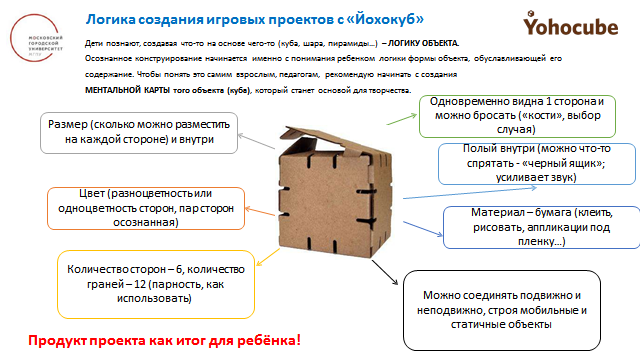 Логика создания игровых проектов с «Йохокуб»
МОСКОВСКИЙ
ГОРОДСКОЙ
УНИВЕРСИТЕТ
Yohocube
Дети познают, создавая что-то на основе чего-то (куба, шара, пирамиды...) – ЛОГИКУ ОБЪЕКТА.
Осознанное конструирование начинается именно с понимания ребенком логики формы объекта, обуславливающей его
содержание. Чтобы понять это самим взрослым, педагогам, рекомендую начинать с создания
МЕНТАЛЬНОЙ КАРТЫ того объекта (куба), который станет основой для творчества.
Размер (сколько можно разместить
на каждой стороне) и внутри
Цвет (разноцветность или
одноцветность сторон, пар сторон
осознанная)
Количество сторон – 6, количество
граней – 12 (парность, как
использовать)
Одновременно видна 1 сторона и
можно бросать («кости», выбор
случая)
Полый внутри (можно что-то
спрятать - «черный ящик»;
усиливает звук)
Материал – бумага (клеить,
рисовать, аппликации под
пленку...)
Можно соединять подвижно и
неподвижно, строя мобильные и
статичные объекты
Продукт проекта как итог для ребёнка!